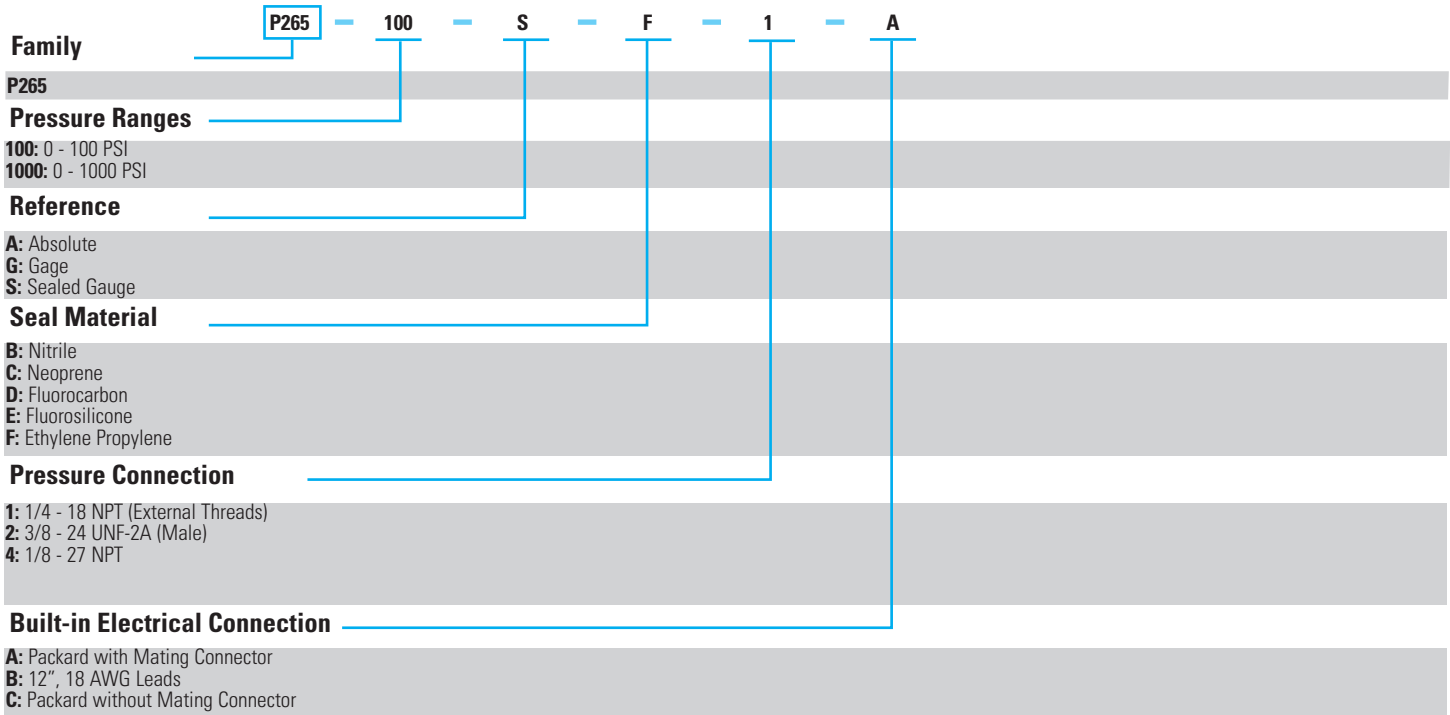 P265 - 100 - S - F - 1 - A
Family
P265
Pressure Ranges
100: 0 - 100 PSI
1000: 0 - 1000 PSI
Reference
A: Absolute
G: Gage
S: Sealed Gauge
Seal Material
B: Nitrile
C: Neoprene
D: Fluorocarbon
E: Fluorosilicone
F: Ethylene Propylene
Pressure Connection
1: 1/4 - 18 NPT (External Threads)
2: 3/8 - 24 UNF-2A (Male)
4: 1/8 - 27 NPT
Built-in Electrical Connection
A: Packard with Mating Connector
B: 12”, 18 AWG Leads
C: Packard without Mating Connector